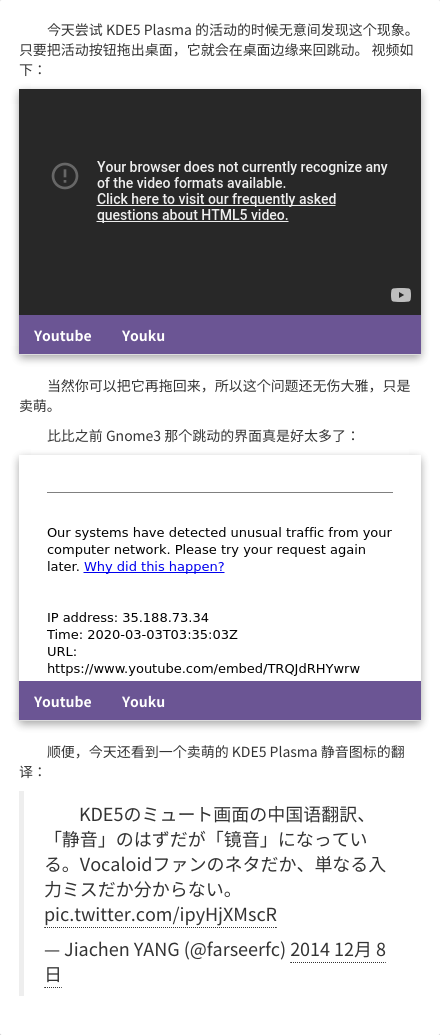 今天尝试 KDE5 Plasma 的活动的时候无意间发现这个现象。
只要把活动按钮拖出桌面，它就会在桌面边缘来回跳动。 视频如
下：
Your browser does not currently recognize any
of the video formats available.
Click here to visit our frequently asked
questions about HTML5 video.
Youtube Youku
当然你可以把它再拖回来，所以这个问题还无伤大雅，只是
卖萌。
比比之前 Gnome3 那个跳动的界面真是好太多了：
Our systems have detected unusual traffic from your
computer network. Please try your request again
later. Why did this happen?
IP address: 35.188.73.34
Time: 2020-03-03T03:35:03Z
URL:
https://www.youtube.com/embed/TRQJdRHYwrw
Youtube Youku
顺便，今天还看到一个卖萌的 KDE5 Plasma 静音图标的翻
译：
KDE5のミュート画面の中国语翻訳、
「静音」のはずだが「镜音」になってい
る。Vocaloidファンのネタだか、単なる入
力ミスだか分からない。
pic.twitter.com/ipyHjXMscR
— Jiachen YANG (@farseerfc) 2014 12月 8
日